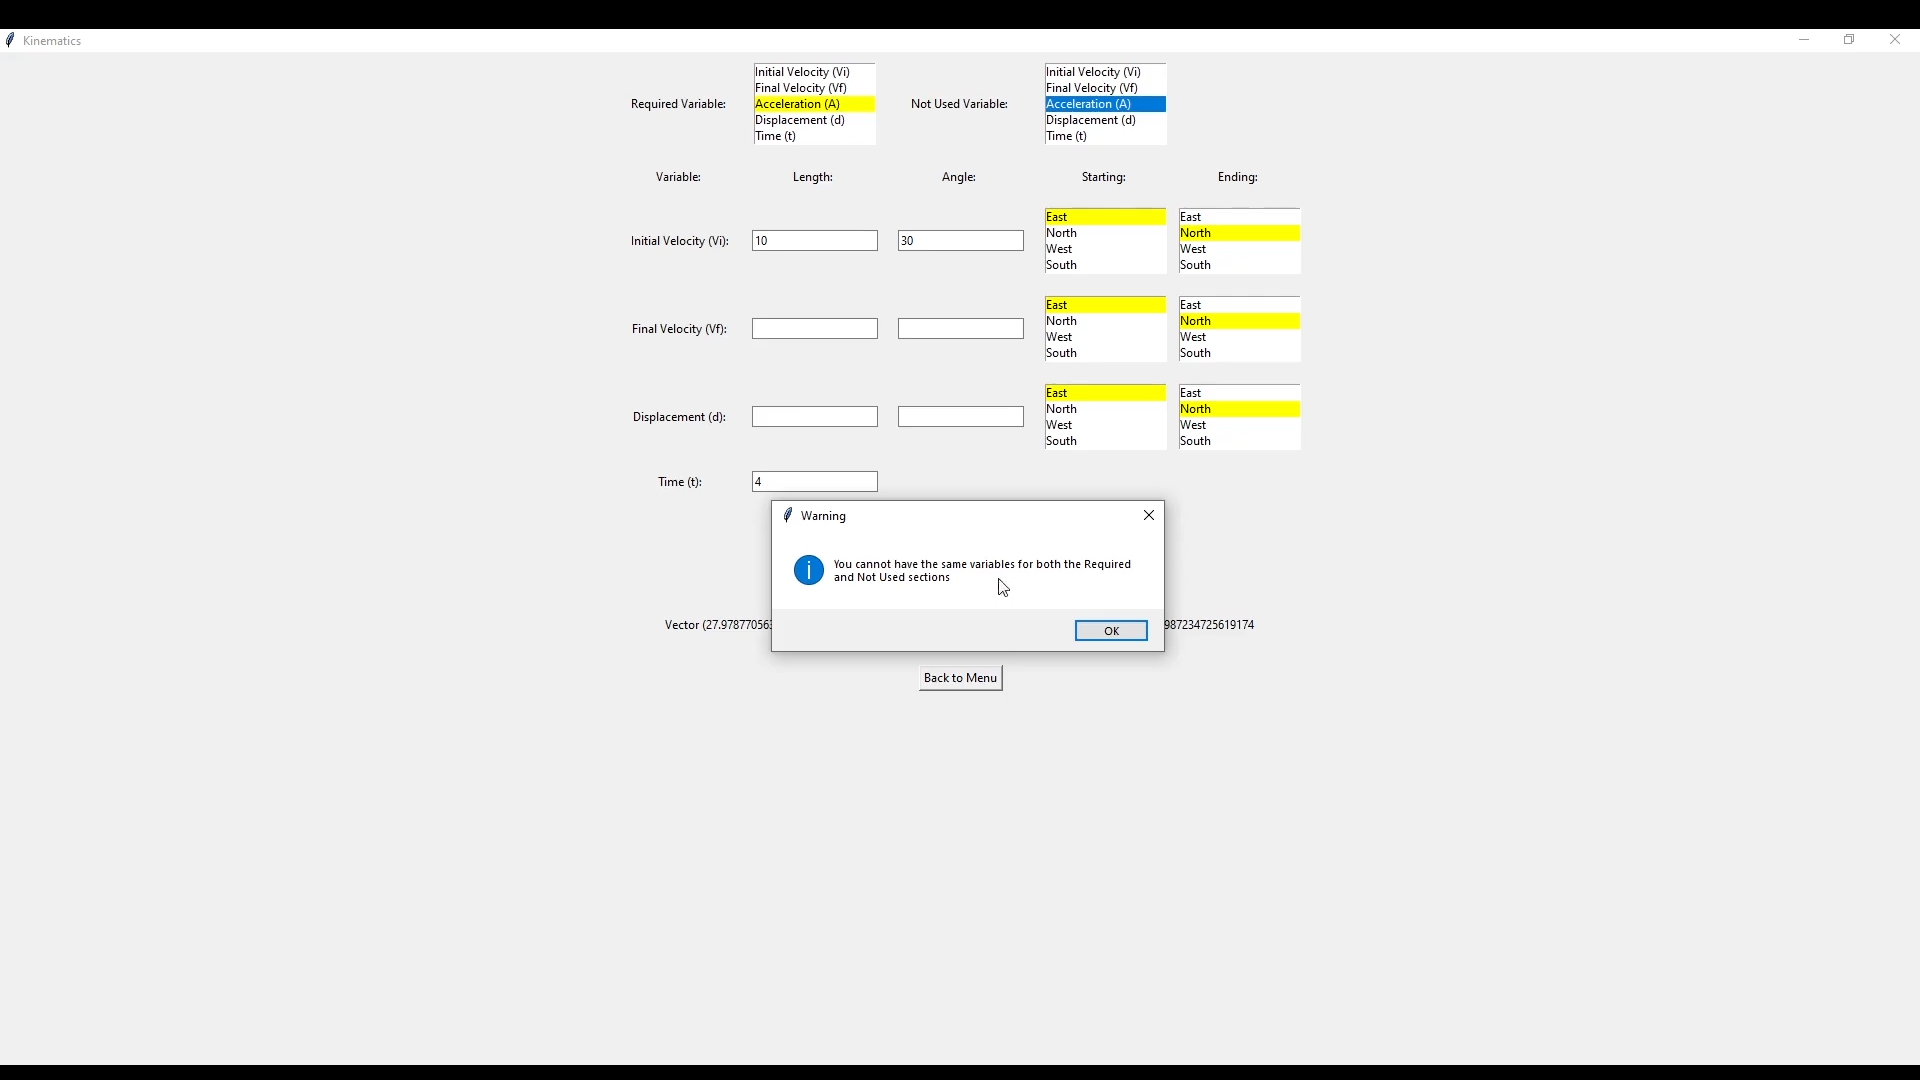 Kinematics
Required Variable:
Initial Velocity (Vi)
Final Velocity (Vf)
Acceleration (A)
Displacement (d)
Time (t)
Not Used Variable:
Initial Velocity (Vi)
Final Velocity (Vf)
Acceleration (A)
Displacement (d)
Time (t)
Variable: Length: Angle: Starting: Ending:
Initial Velocity (Vi): 10 30
East
North
West
South
East
North
West
South
Final Velocity (Vf):
East
North
West
South
East
North
West
South
Displacement (d):
East
North
West
South
East
North
West
South
Time (t): 4
Warning
You cannot have the same variables for both the Required
and Not Used sections
OK
Vector (27.97877056 987234725619174
Back to Menu